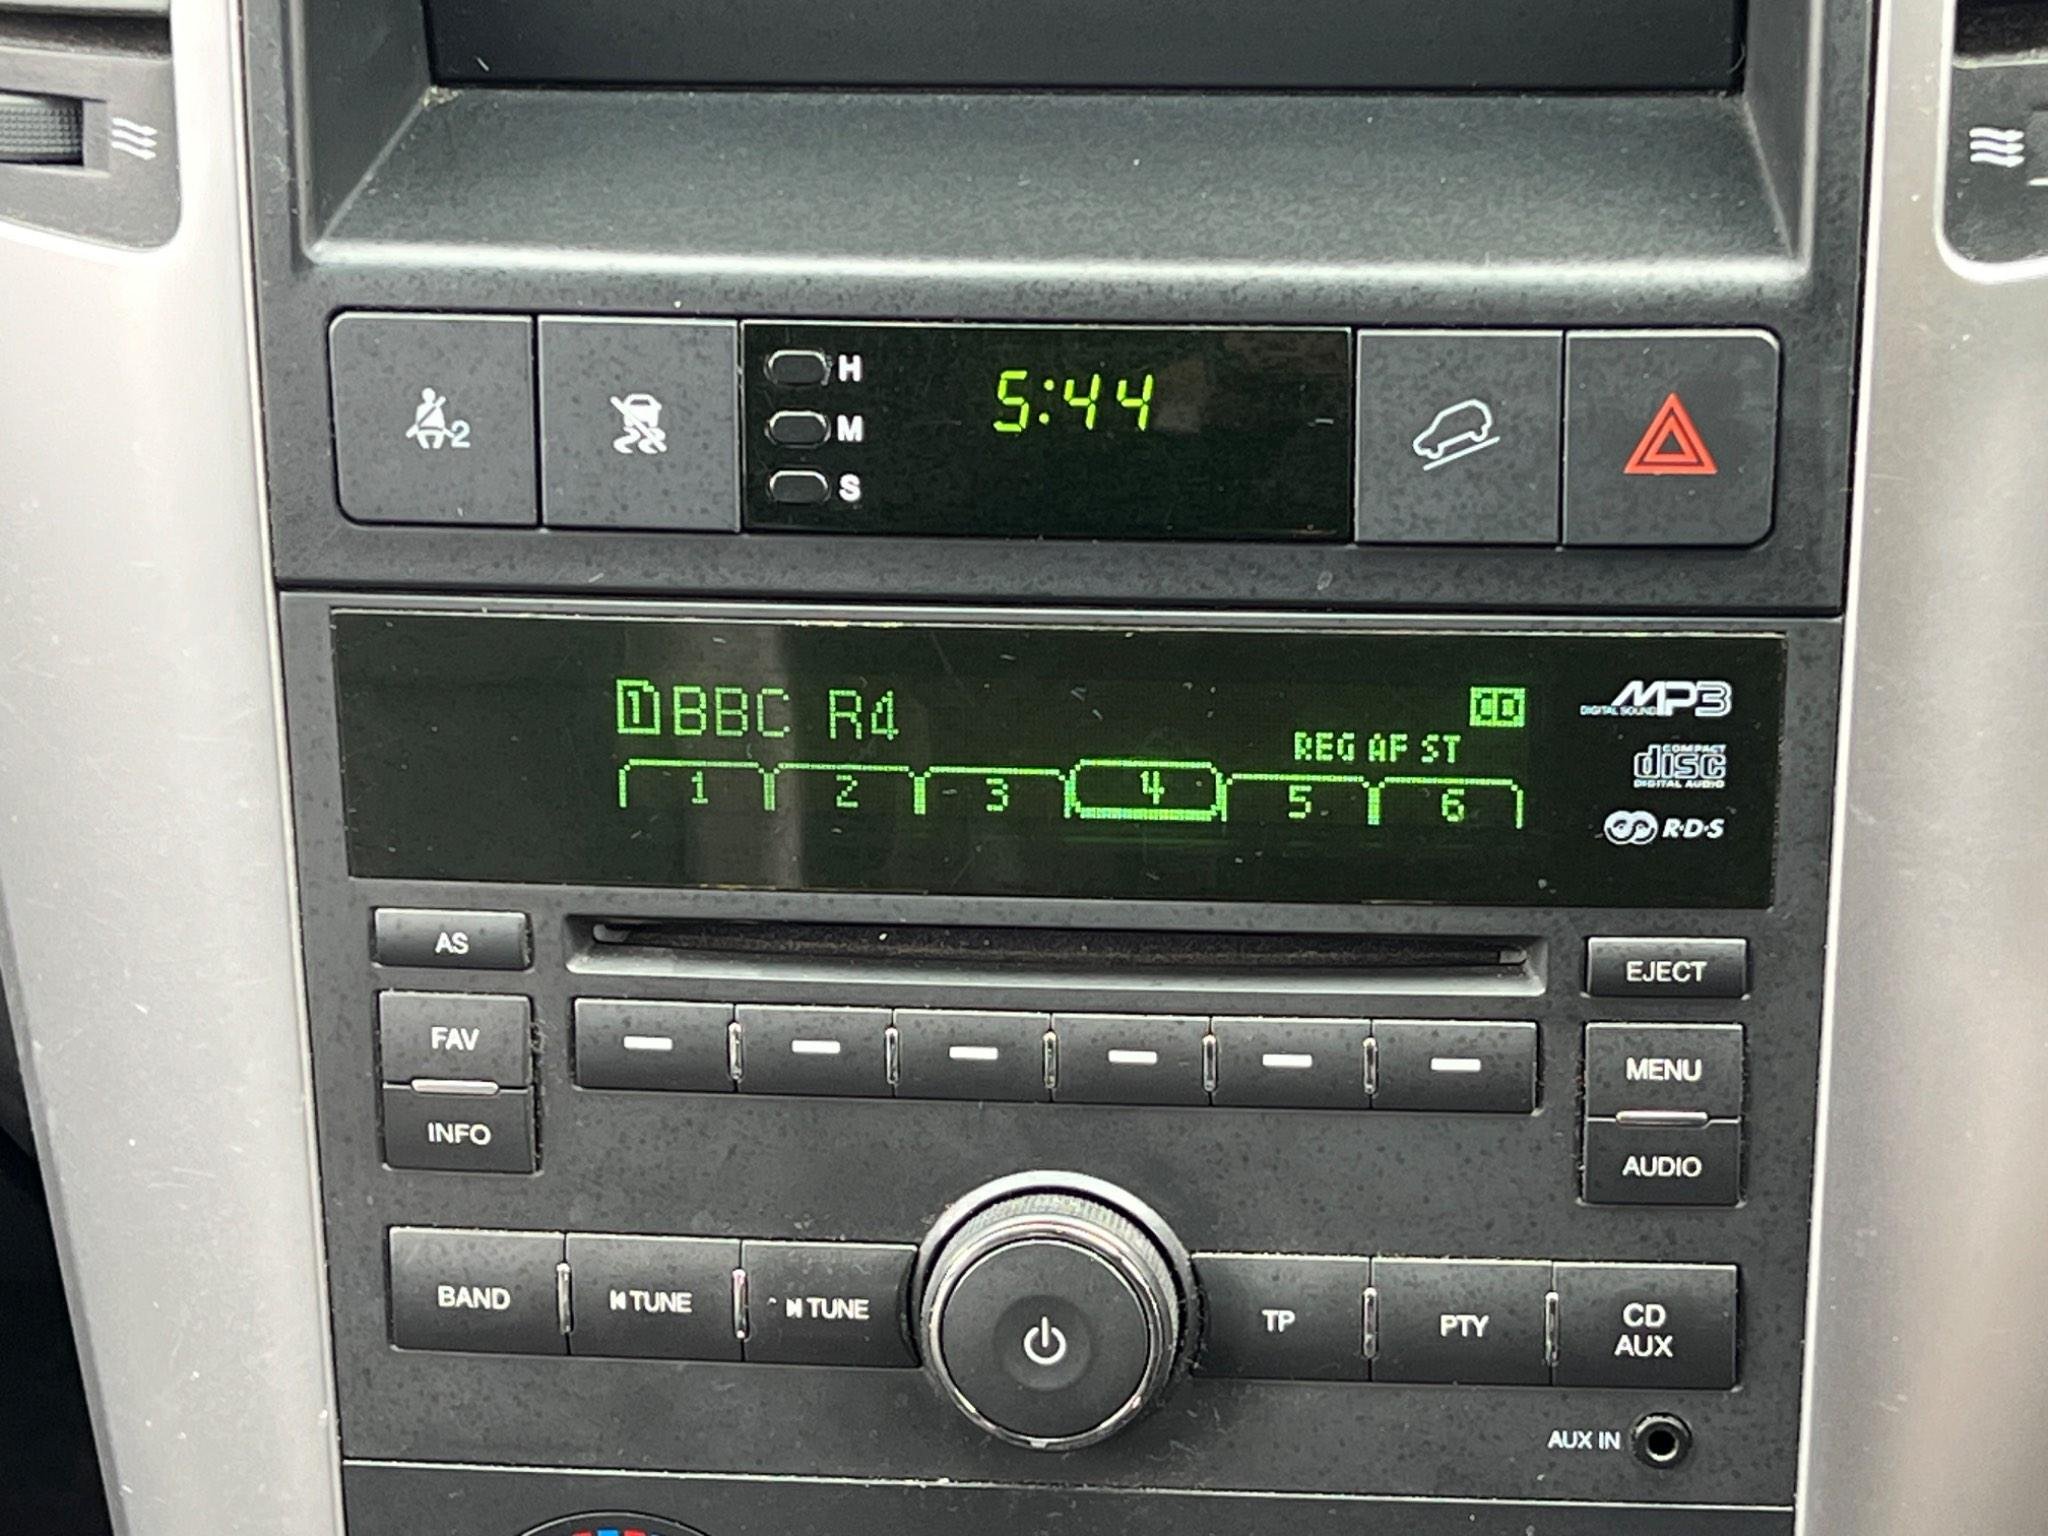 2
H
M
S
5:44
1 BBC R4
REG AF ST
1 2 3 4 5 6
DIGITAL SOUND MP3
COMPACT
disc
DIGITAL AUDIO
R·D·S
AS
EJECT
FAV
MENU
INFO
AUDIO
BAND
TUNE
TUNE
TP
PTY
CD
AUX
AUX IN